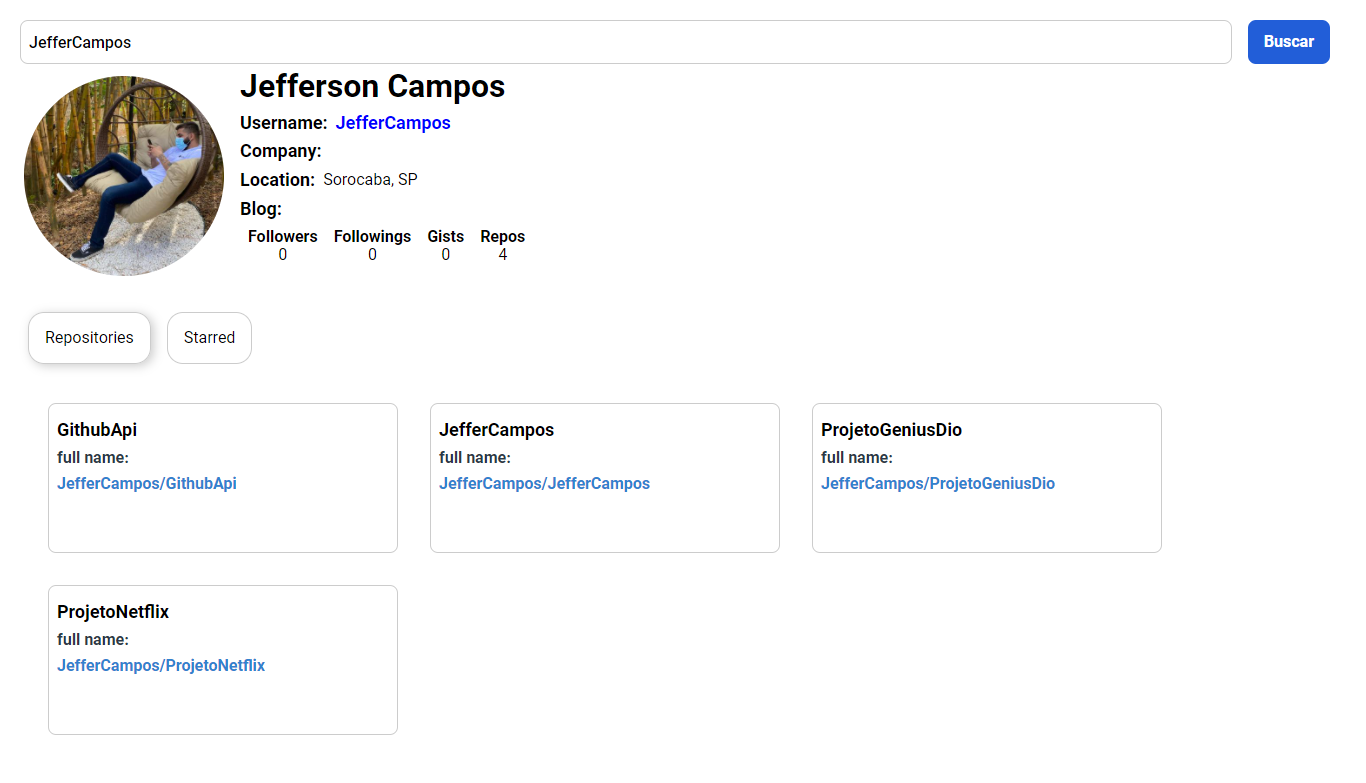 JefferCampos
Buscar
Jefferson Campos
Username: JefferCampos
Company:
Location: Sorocaba, SP
Blog:
Followers Followings Gists Repos
0 0 0 4
Repositories Starred
GithubApi
full name:
JefferCampos/GithubApi
JefferCampos
full name:
JefferCampos/JefferCampos
ProjetoGeniusDio
full name:
JefferCampos/ProjetoGeniusDio
ProjetoNetflix
full name:
JefferCampos/ProjetoNetflix